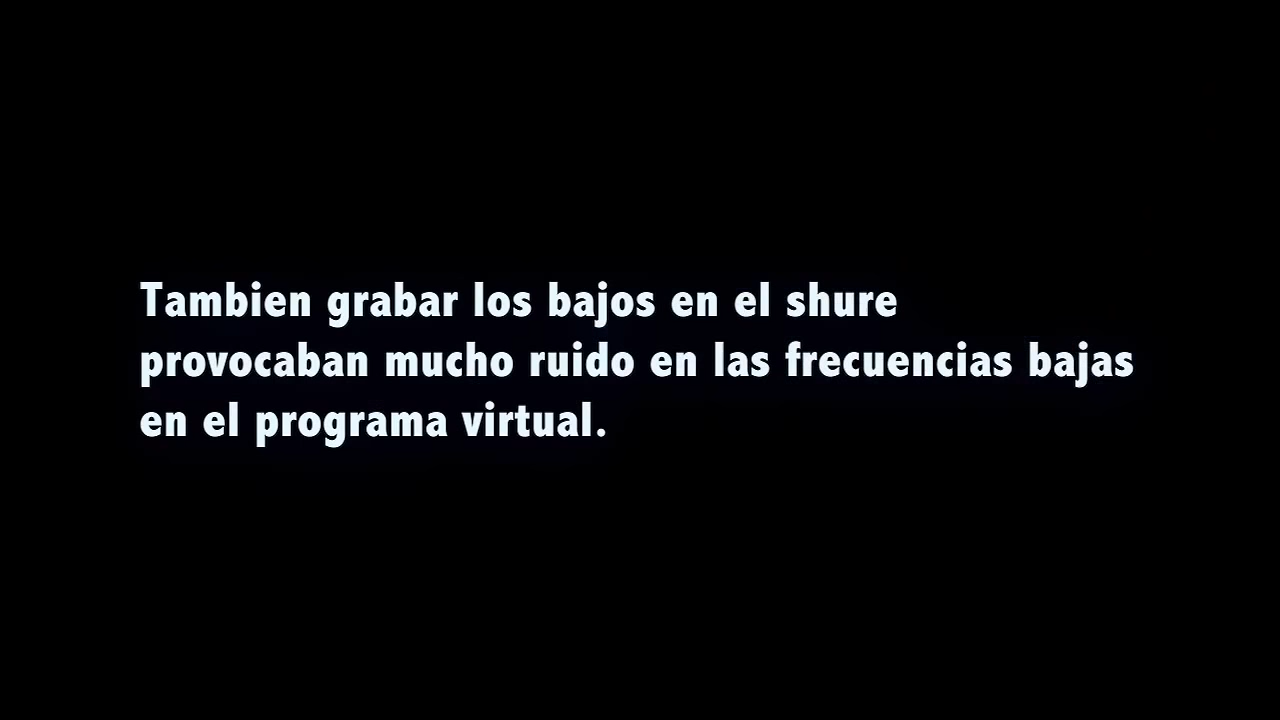 Tambien grabar los bajos en el shure
provocaban mucho ruido en las frecuencias bajas
en el programa virtual.